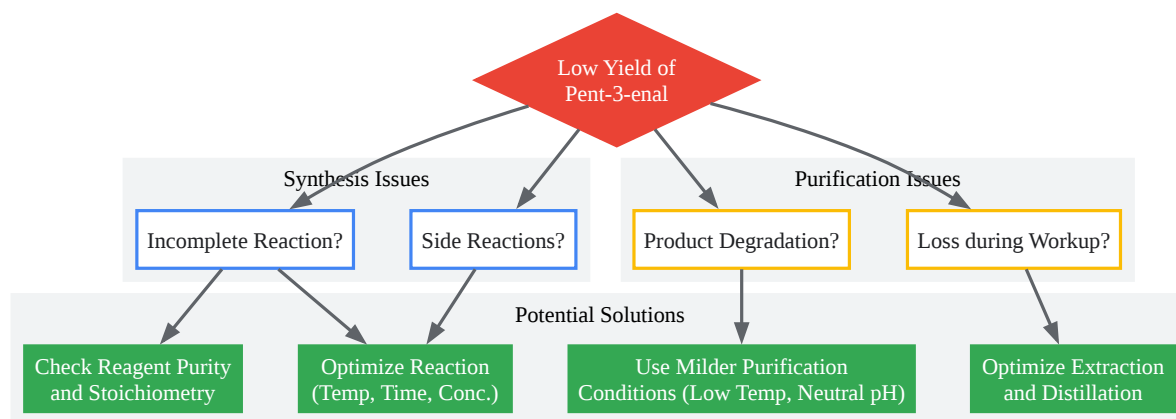 Low Yield of
Pent-3-enal
Synthesis Issues
Purification Issues
Incomplete Reaction?
Side Reactions?
Product Degradation?
Loss during Workup?
Potential Solutions
Check Reagent Purity
and Stoichiometry
Optimize Reaction
(Temp, Time, Conc.)
Use Milder Purification
Conditions (Low Temp, Neutral pH)
Optimize Extraction
and Distillation